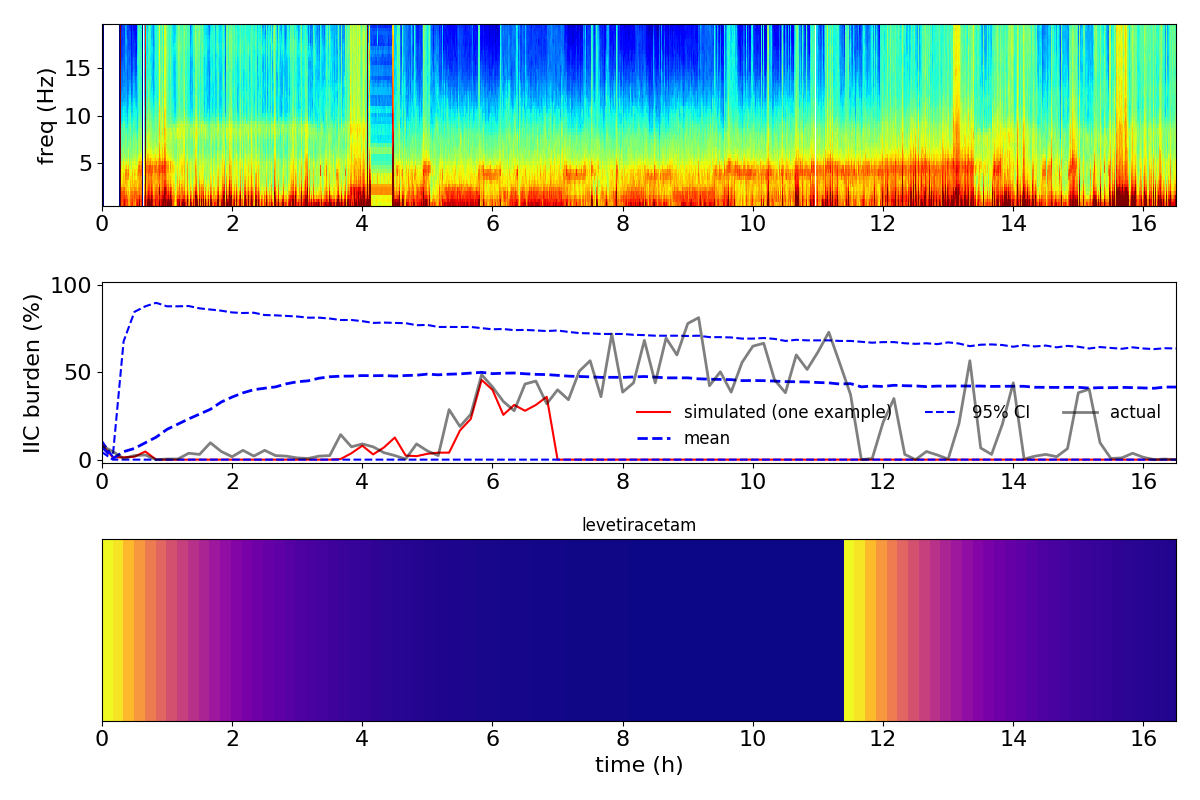 freq (Hz)
15
10
5
0 2 4 6 8 10 12 14 16
IIC burden (%)
100
50
0
simulated (one example) 95% CI actual
mean
0 2 4 6 8 10 12 14 16
levetiracetam
0 2 4 6 8 10 12 14 16
time (h)